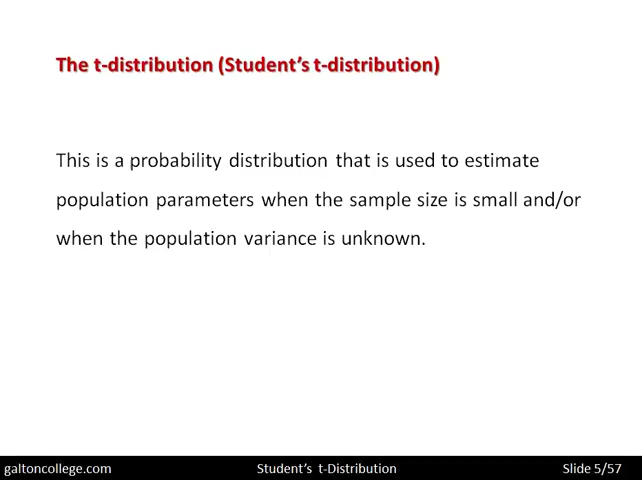 The t-distribution (Student’s t-distribution)
This is a probability distribution that is used to estimate
population parameters when the sample size is small and/or
when the population variance is unknown.
galtoncollege.com Student’s t-Distribution Slide 5/57